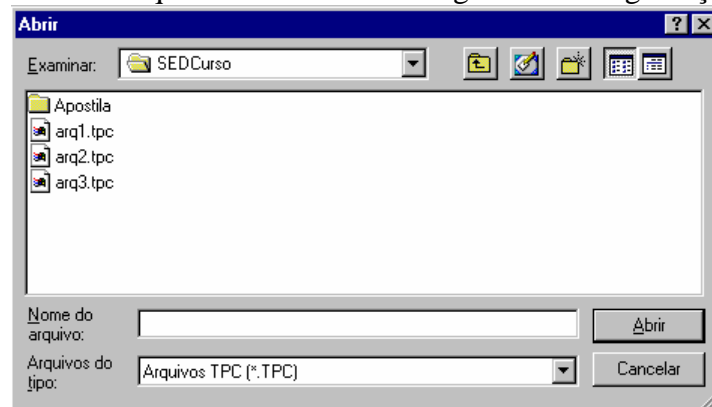 Abrir
Examinar: SEDCurso
Apostila
arq1.tpc
arq2.tpc
arq3.tpc
Nome do
arquivo:
Abrir
Arquivos do
tipo:
Arquivos TPC (*.TPC)
Cancelar